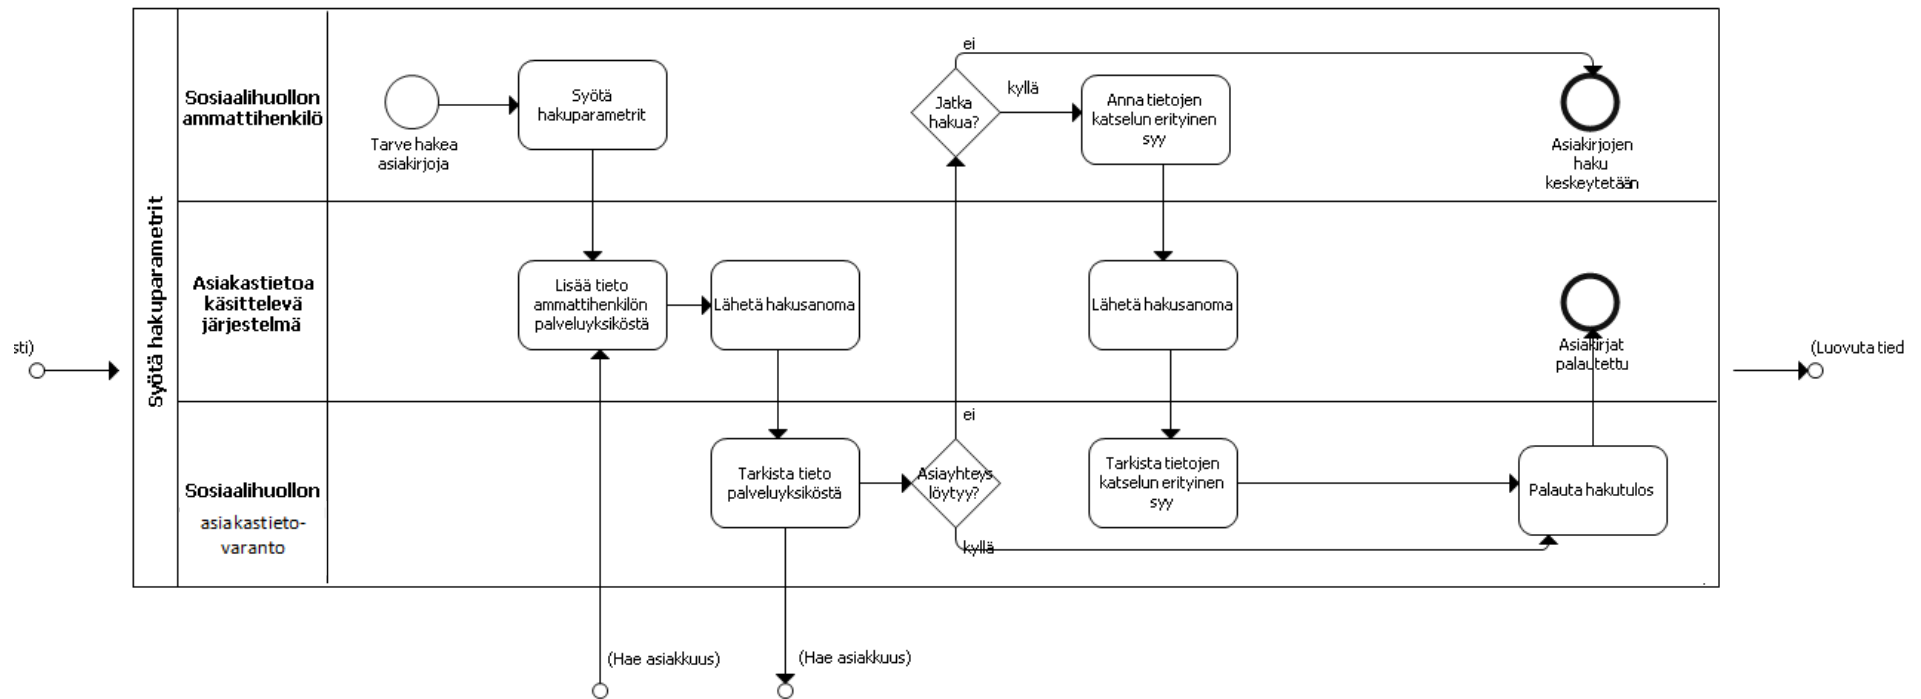 Syötä hakuparametrit
Sosiaalihuollon
ammattihenkilö
Tarve hakea
asiakirjoja
Syötä
hakuparametrit
ei
Jatka
hakua?
kyllä
Anna tietojen
katselun erityinen
syy
Asiakirjojen
haku
keskeytetään
Asiakastietoa
käsittelevä
järjestelmä
Lisää tieto
ammattihenkilön
palveluyksiköstä
Lähetä hakusanoma
Lähetä hakusanoma
Asiakirjat
palautettu
sti)
(Luovuta tied
Sosiaalihuollon
asiakastieto-
varanto
Tarkista tieto
palveluyksiköstä
ei
Asiayhteys
löytyy?
kyllä
Tarkista tietojen
katselun erityinen
syy
Palauta hakutulos
(Hae asiakkuus)
(Hae asiakkuus)